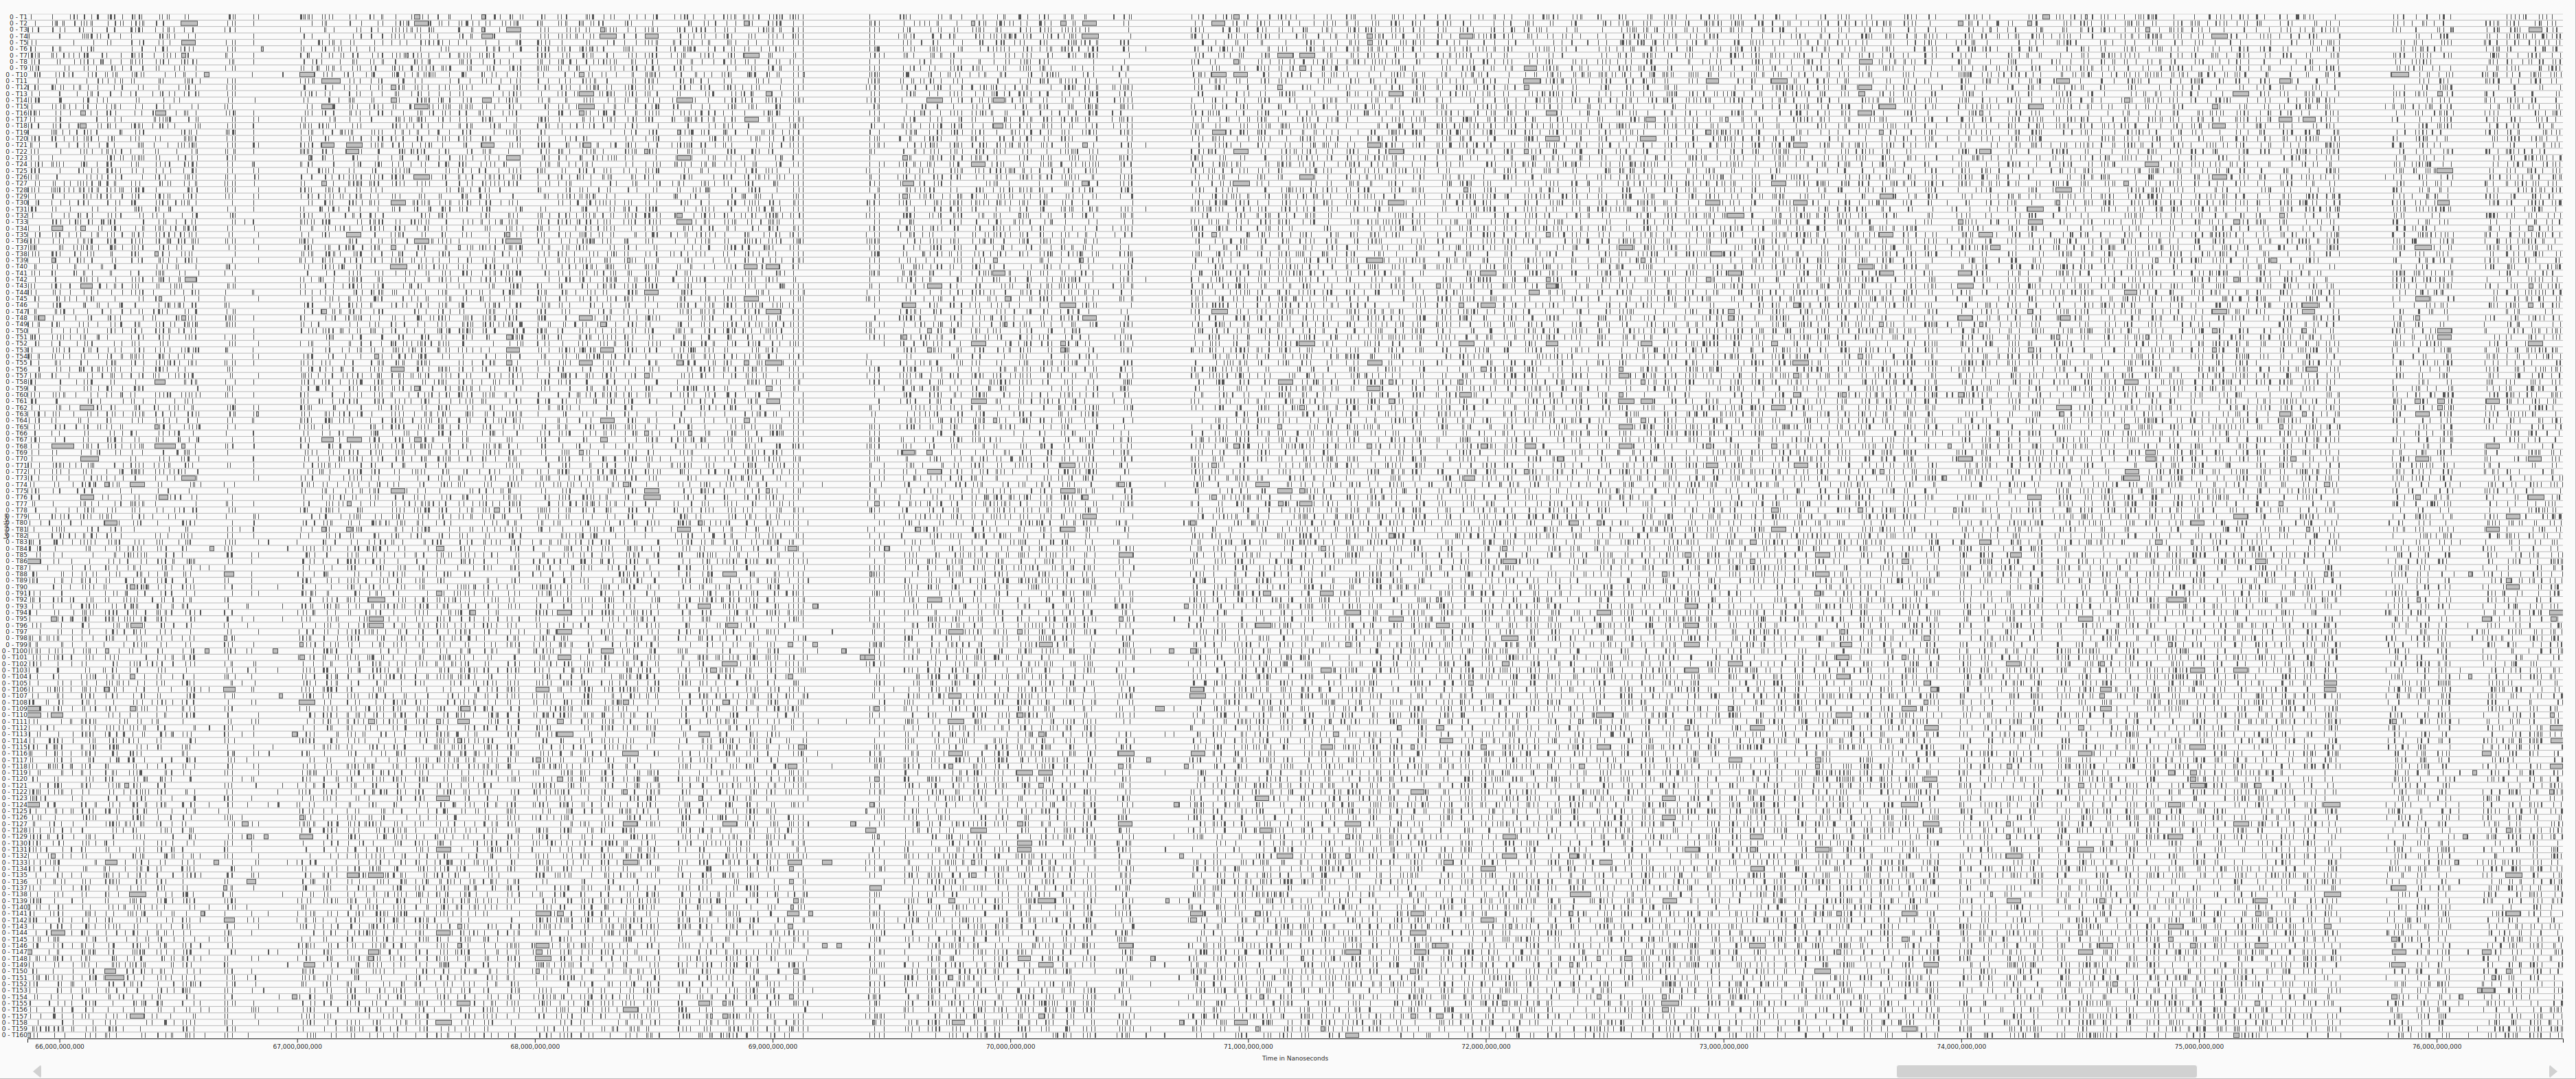 0 - T1
0 - T2
0 - T3
0 - T4
0 - T5
0 - T6
0 - T7
0 - T8
0 - T9
0 - T10
0 - T11
0 - T12
0 - T13
0 - T14
0 - T15
0 - T16
0 - T17
0 - T18
0 - T19
0 - T20
0 - T21
0 - T22
0 - T23
0 - T24
0 - T25
0 - T26
0 - T27
0 - T28
0 - T29
0 - T30
0 - T31
0 - T32
0 - T33
0 - T34
0 - T35
0 - T36
0 - T37
0 - T38
0 - T39
0 - T40
0 - T41
0 - T42
0 - T43
0 - T44
0 - T45
0 - T46
0 - T47
0 - T48
0 - T49
0 - T50
0 - T51
0 - T52
0 - T53
0 - T54
0 - T55
0 - T56
0 - T57
0 - T58
0 - T59
0 - T60
0 - T61
0 - T62
0 - T63
0 - T64
0 - T65
0 - T66
0 - T67
0 - T68
0 - T69
0 - T70
0 - T71
0 - T72
0 - T73
0 - T74
0 - T75
0 - T76
0 - T77
0 - T78
0 - T79
0 - T80
0 - T81
0 - T82
0 - T83
0 - T84
0 - T85
0 - T86
0 - T87
0 - T88
0 - T89
0 - T90
0 - T91
0 - T92
0 - T93
0 - T94
0 - T95
0 - T96
0 - T97
0 - T98
0 - T99
0 - T100
0 - T101
0 - T102
0 - T103
0 - T104
0 - T105
0 - T106
0 - T107
0 - T108
0 - T109
0 - T110
0 - T111
0 - T112
0 - T113
0 - T114
0 - T115
0 - T116
0 - T117
0 - T118
0 - T119
0 - T120
0 - T121
0 - T122
0 - T123
0 - T124
0 - T125
0 - T126
0 - T127
0 - T128
0 - T129
0 - T130
0 - T131
0 - T132
0 - T133
0 - T134
0 - T135
0 - T136
0 - T137
0 - T138
0 - T139
0 - T140
0 - T141
0 - T142
0 - T143
0 - T144
0 - T145
0 - T146
0 - T147
0 - T148
0 - T149
0 - T150
0 - T151
0 - T152
0 - T153
0 - T154
0 - T155
0 - T156
0 - T157
0 - T158
0 - T159
0 - T160
66,000,000,000 67,000,000,000 68,000,000,000 69,000,000,000 70,000,000,000 71,000,000,000 72,000,000,000 73,000,000,000 74,000,000,000 75,000,000,000 76,000,000,000
Time in Nanoseconds